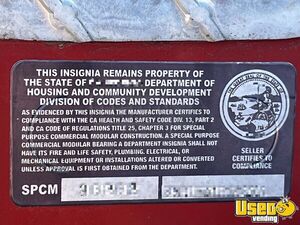 THIS INSIGNIA REMAINS PROPERTY OF
THE STATE OF DEPARTMENT OF
HOUSING AND COMMUNITY DEVELOPMENT
DIVISION OF CODES AND STANDARDS
AS EVIDENCED BY THIS INSIGNIA THE MANUFACTURER CERTIFIES TO
COMPLIANCE WITH THE CA HEALTH AND SAFETY CODE DIV. 13, PART 2
AND CA CODE OF REGULATIONS TITLE 25, CHAPTER 3 FOR SPECIAL
PURPOSE COMMERCIAL MODULAR CONSTRUCTION. A SPECIAL PURPOSE
COMMERCIAL MODULAR BEARING A DEPARTMENT INSIGNIA SHALL NOT
HAVE ITS FIRE AND LIFE SAFETY, PLUMBING, ELECTRICAL, OR
MECHANICAL EQUIPMENT OR INSTALLATIONS ALTERED OR CONVERTED
UNLESS APPROVAL IS FIRST OBTAINED FROM THIS DEPARTMENT.
SELLER
CERTIFIES TO
COMPLIANCE
SPCM
Used
vending